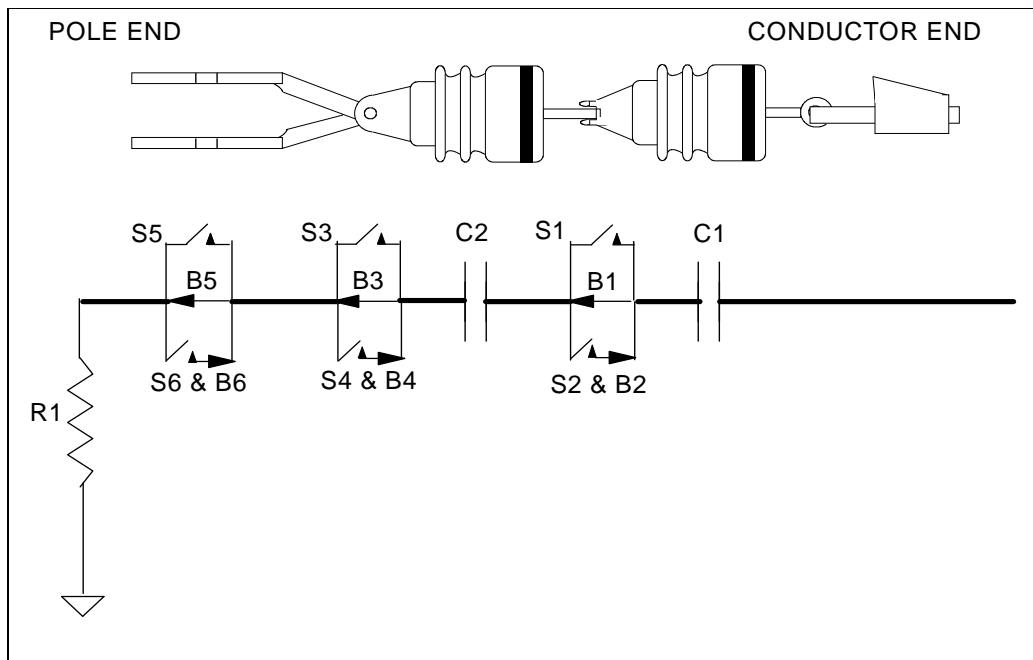 POLE END
CONDUCTOR END
S5
S3
C2
S1
C1
B5
B3
B1
S6 & B6
S4 & B4
S2 & B2
R1